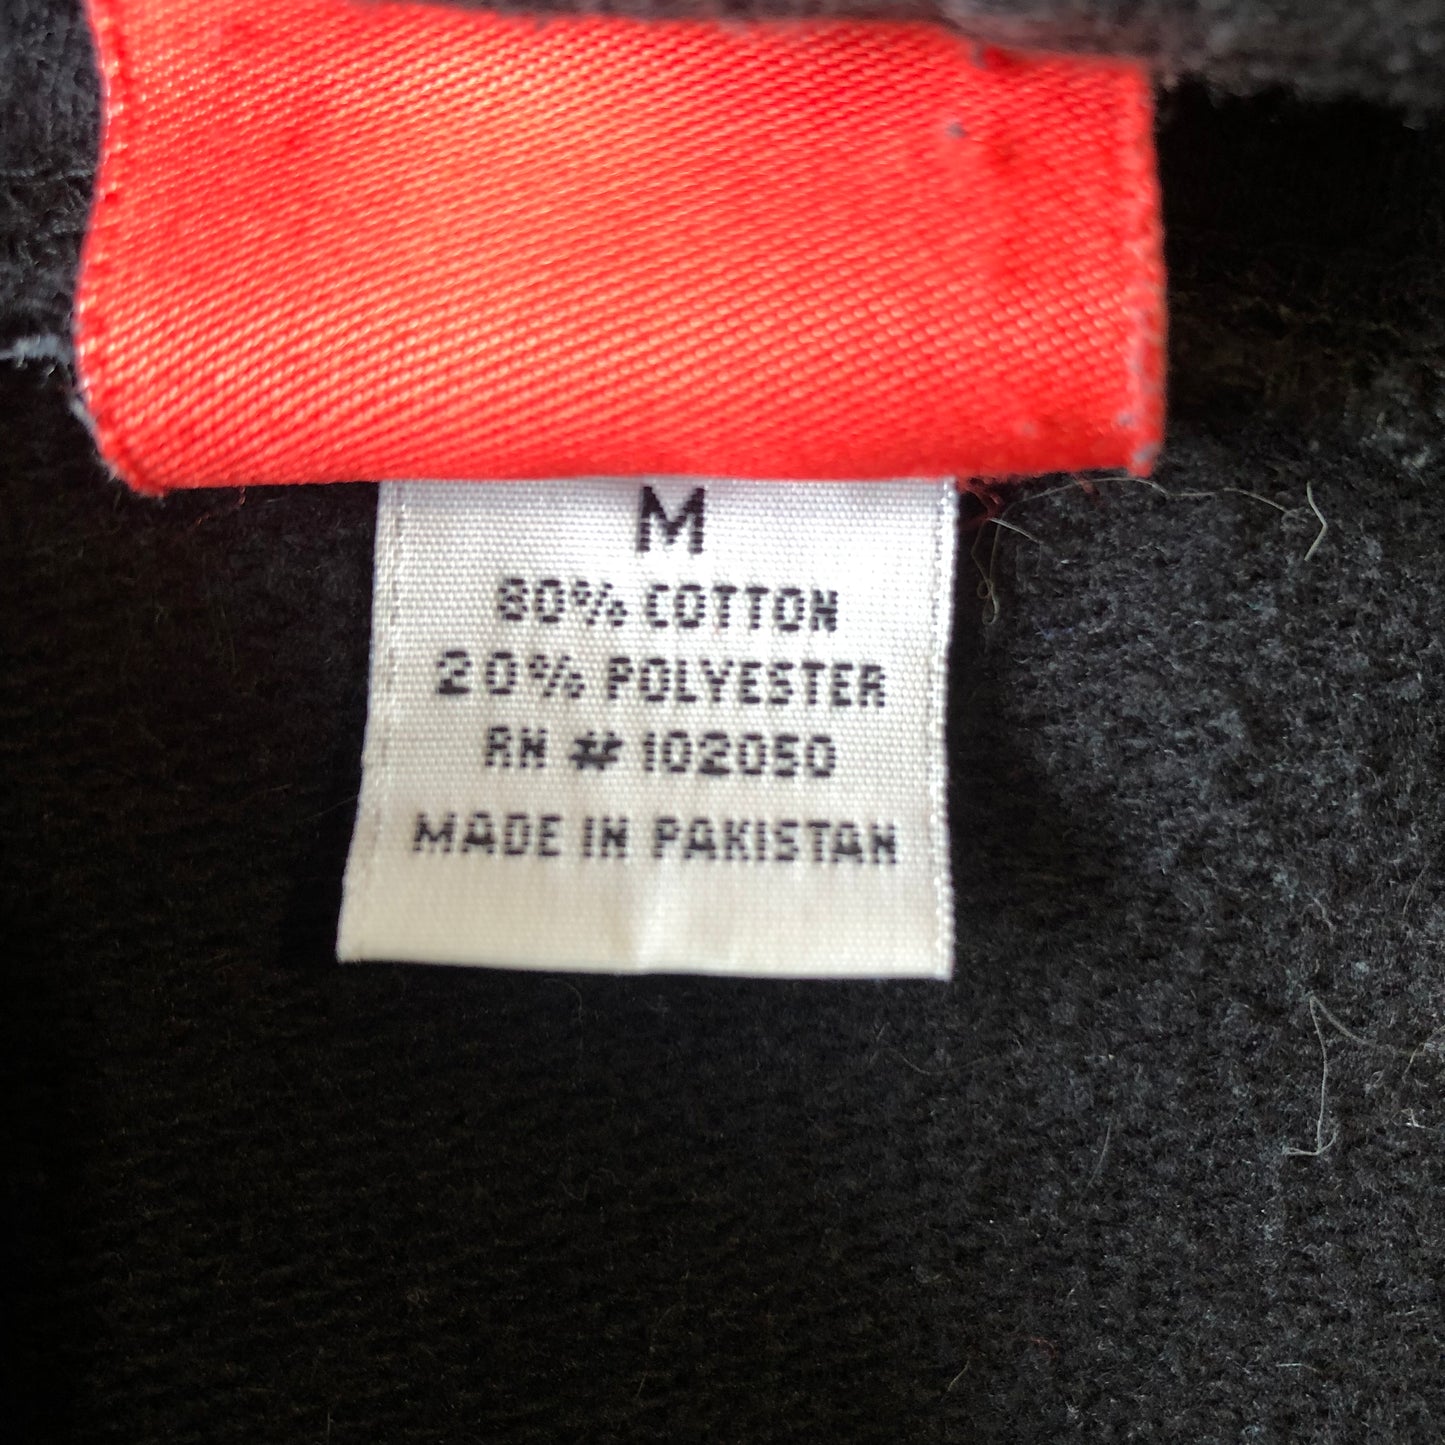 M
80% COTTON
20% POLYESTER
RN # 102050
MADE IN PAKISTAN